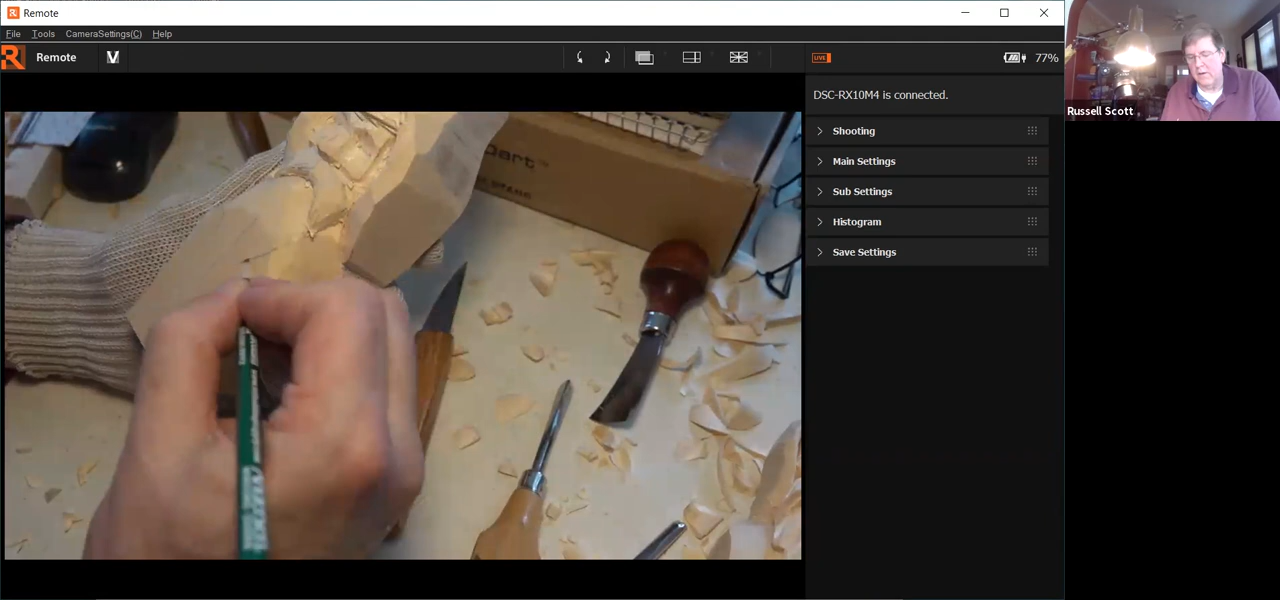 Remote
File Tools CameraSettings(C) Help
Remote
LIVE
77%
DSC-RX10M4 is connected.
Shooting
Main Settings
Sub Settings
Histogram
Save Settings
Russell Scott